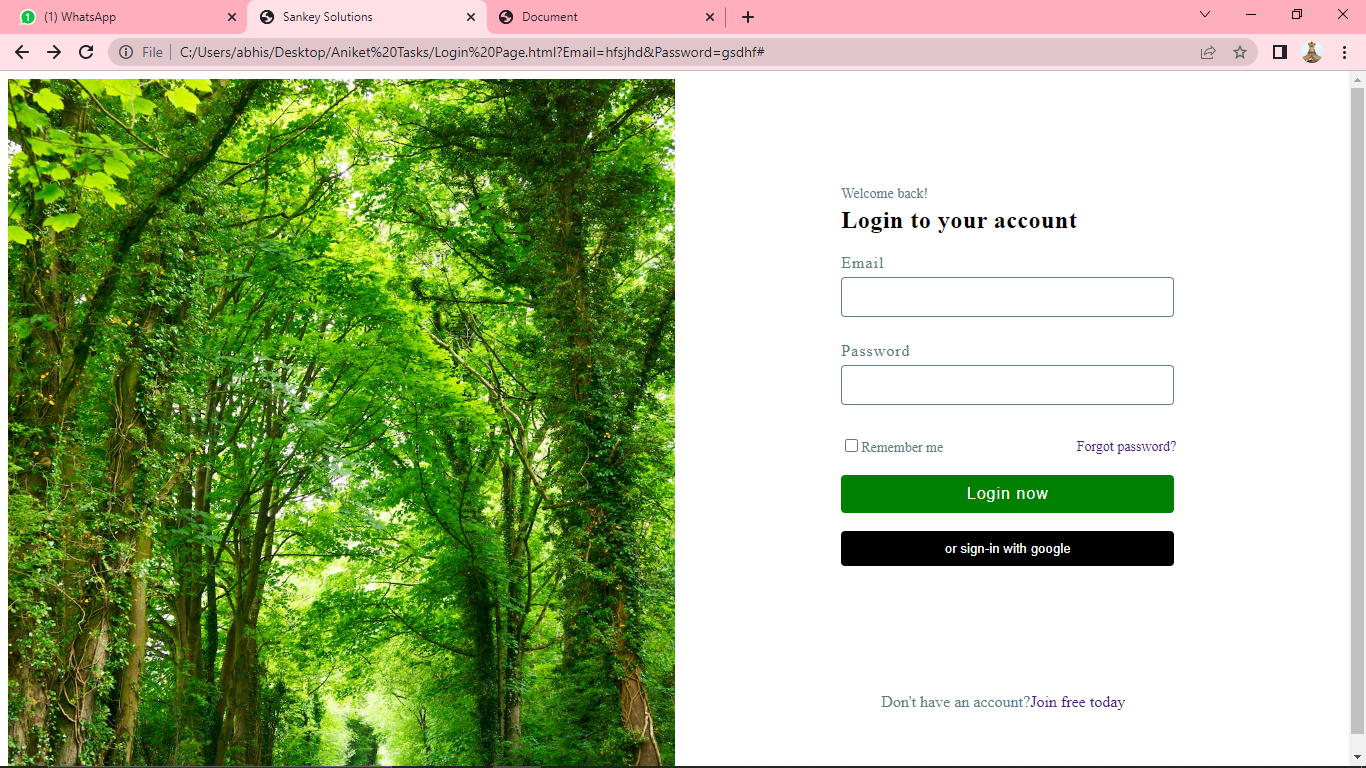 (1) WhatsApp
Sankey Solutions
Document
File
C:/Users/abhis/Desktop/Aniket%20Tasks/Login%20Page.html?Email=hfsjhd&Password=gsdhf#
Welcome back!
Login to your account
Email
Password
Remember me
Forgot password?
Login now
or sign-in with google
Don't have an account?Join free today